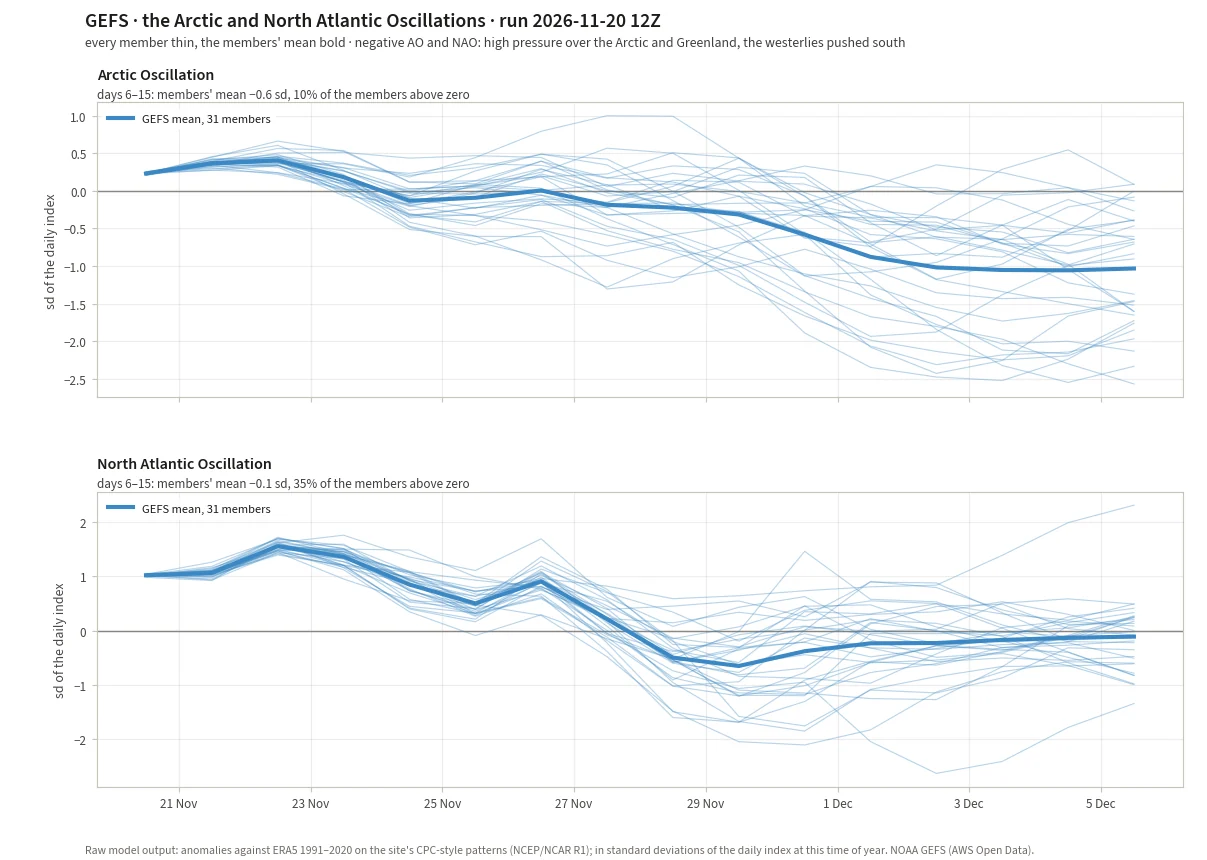 GEFS · the Arctic and North Atlantic Oscillations · run 2026-11-20 12Z
every member thin, the members' mean bold · negative AO and NAO: high pressure over the Arctic and Greenland, the westerlies pushed south
Arctic Oscillation
days 6–15: members' mean −0.6 sd, 10% of the members above zero
GEFS mean, 31 members
1.0
0.5
0.0
−0.5
−1.0
−1.5
−2.0
−2.5
sd of the daily index
North Atlantic Oscillation
days 6–15: members' mean −0.1 sd, 35% of the members above zero
GEFS mean, 31 members
2
1
0
−1
−2
sd of the daily index
21 Nov 23 Nov 25 Nov 27 Nov 29 Nov 1 Dec 3 Dec 5 Dec
Raw model output: anomalies against ERA5 1991–2020 on the site's CPC-style patterns (NCEP/NCAR R1); in standard deviations of the daily index at this time of year. NOAA GEFS (AWS Open Data).